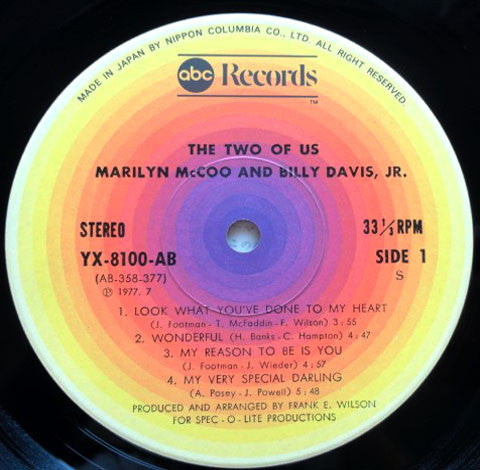 MADE IN JAPAN BY NIPPON COLUMBIA CO., LTD. ALL RIGHT RESERVED.
abc Records
TM
THE TWO OF US
MARILYN McCOO AND BILLY DAVIS, JR.
STEREO 33 1/3 RPM
YX-8100-AB SIDE 1
(AB-358-377) S
Ⓟ 1977. 7
1. LOOK WHAT YOU'VE DONE TO MY HEART
(J. Footman - T. McFaddin - F. Wilson) 3 : 55
2. WONDERFUL (H. Banks - C. Hampton) 4 : 47
3. MY REASON TO BE IS YOU
(J. Footman - J. Wieder) 4 : 57
4. MY VERY SPECIAL DARLING
(A. Posey - J. Powell) 5 : 48
PRODUCED AND ARRANGED BY FRANK E. WILSON
FOR SPEC - O - LITE PRODUCTIONS